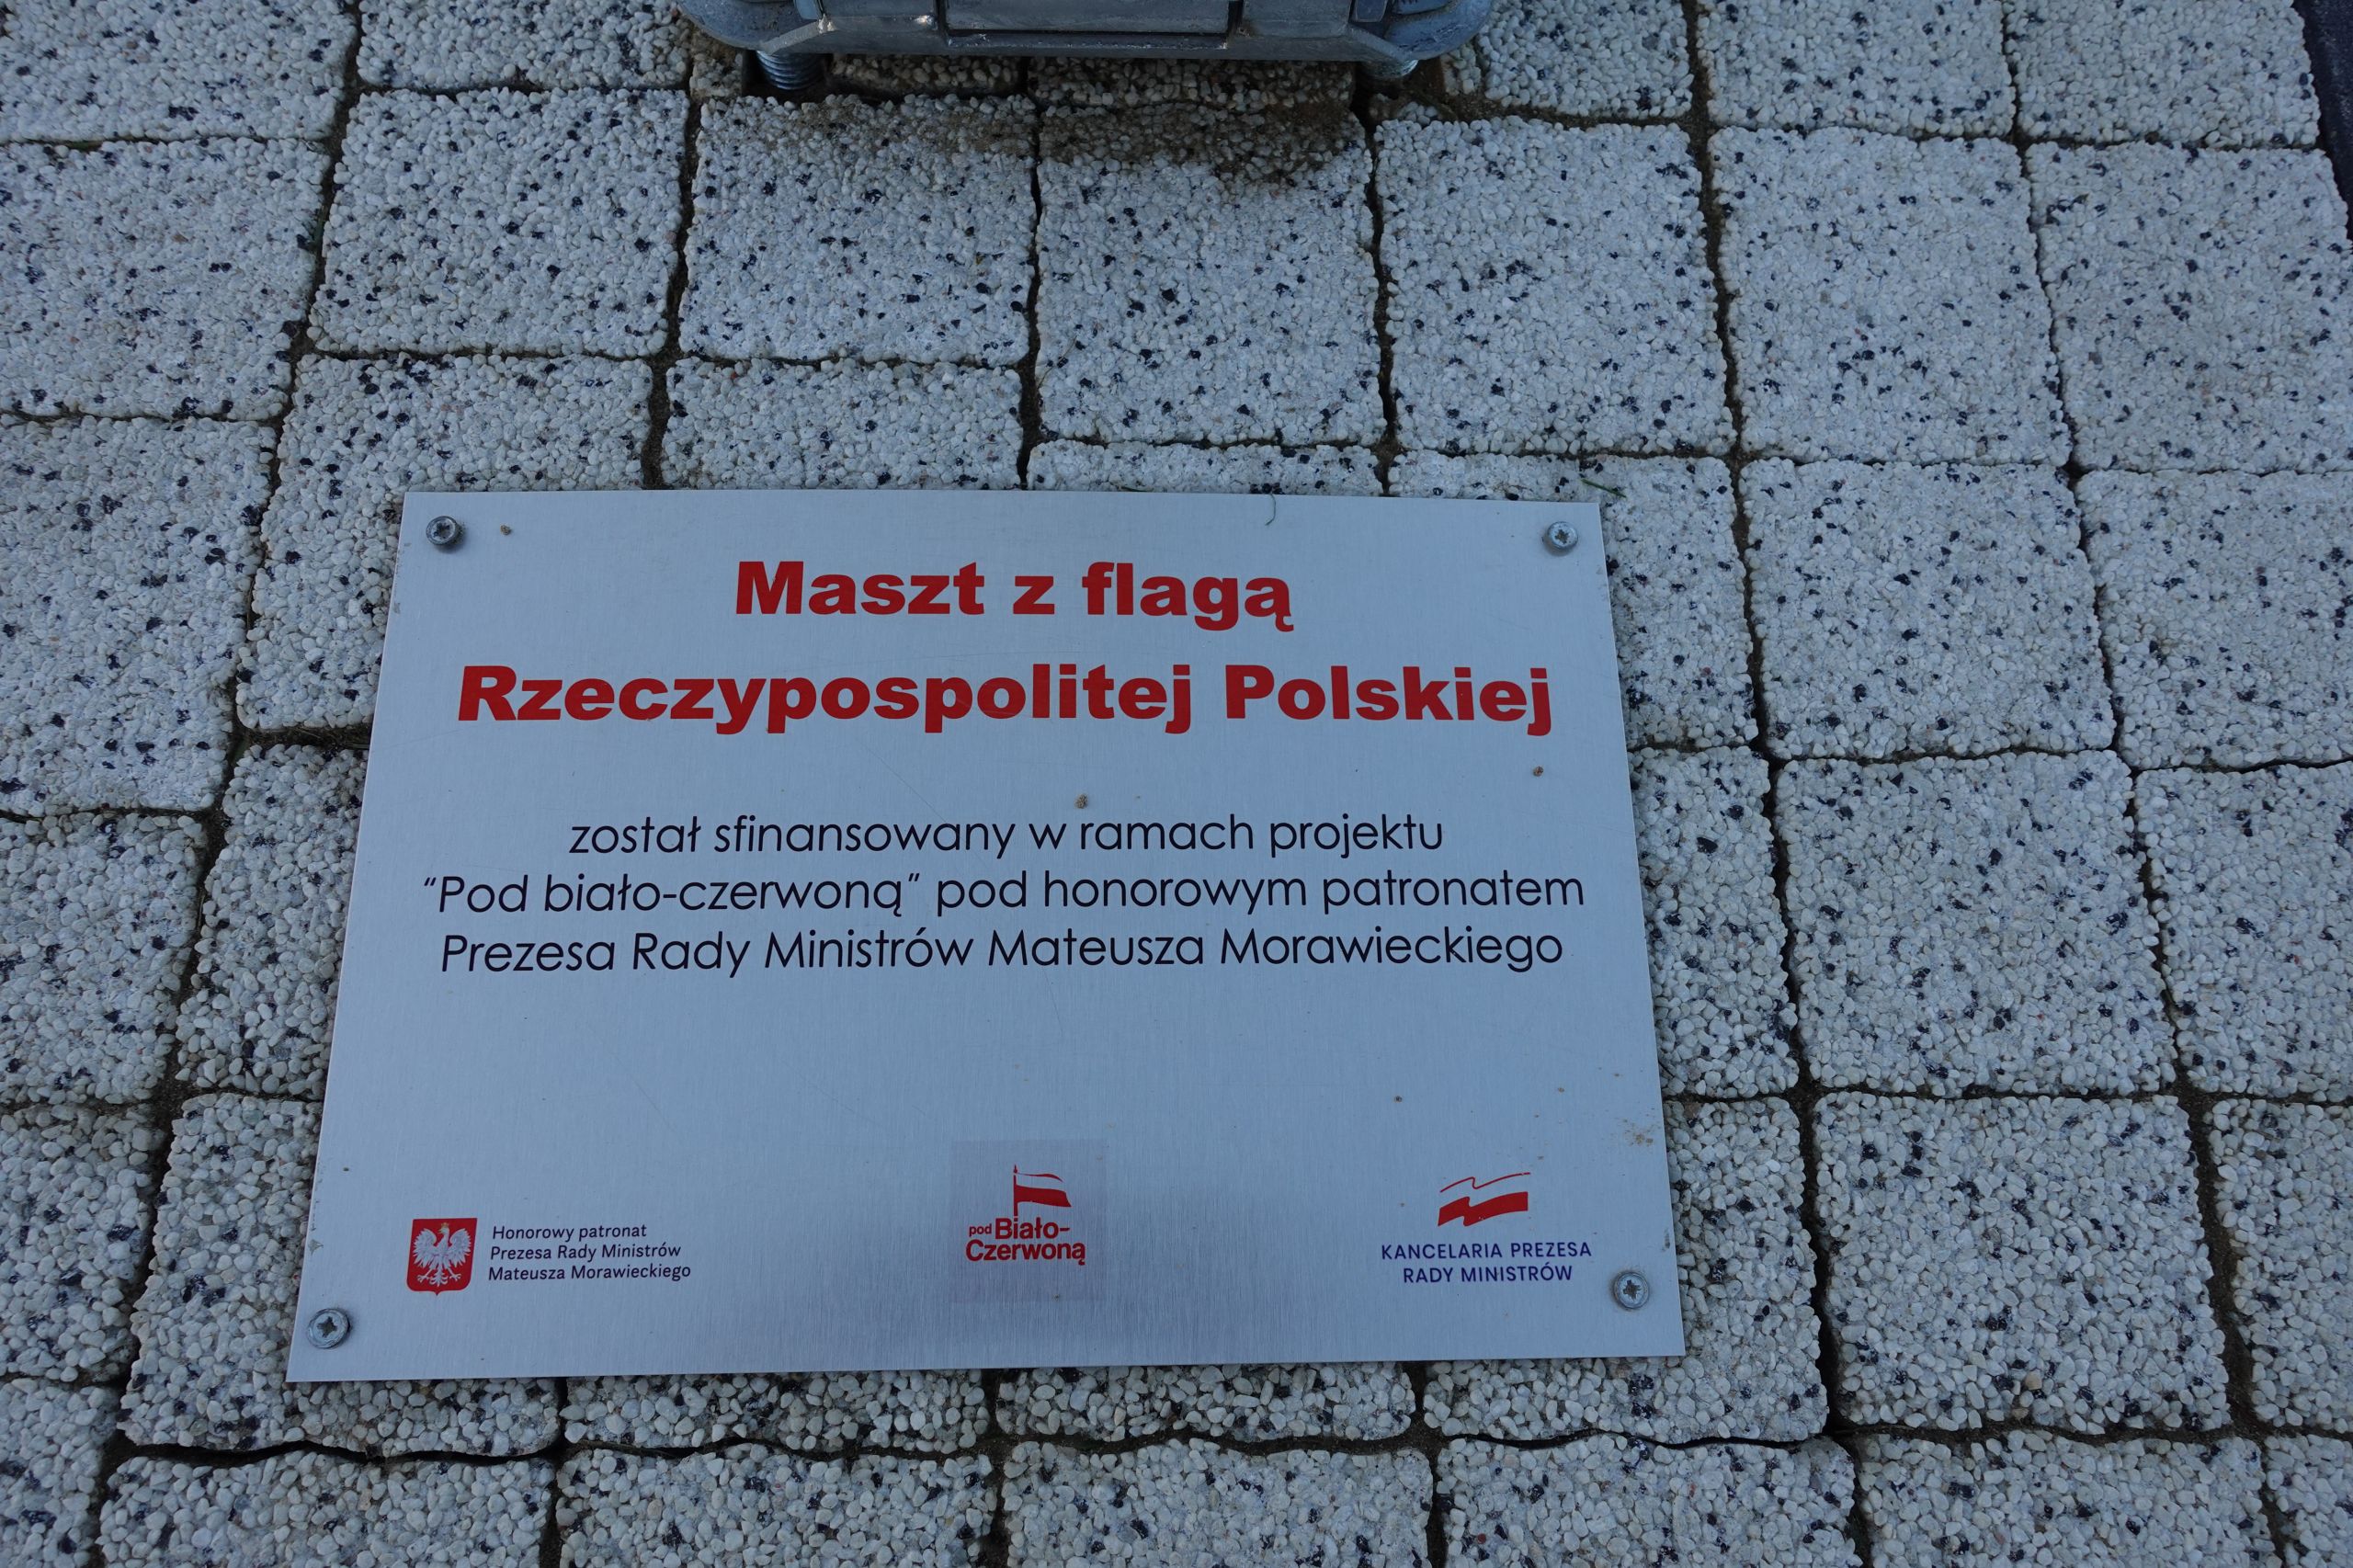 Maszt z flagą
Rzeczypospolitej Polskiej
został sfinansowany w ramach projektu
“Pod biało-czerwoną” pod honorowym patronatem
Prezesa Rady Ministrów Mateusza Morawieckiego
Honorowy patronat
Prezesa Rady Ministrów
Mateusza Morawieckiego
pod Biało-
Czerwoną
KANCELARIA PREZESA
RADY MINISTRÓW